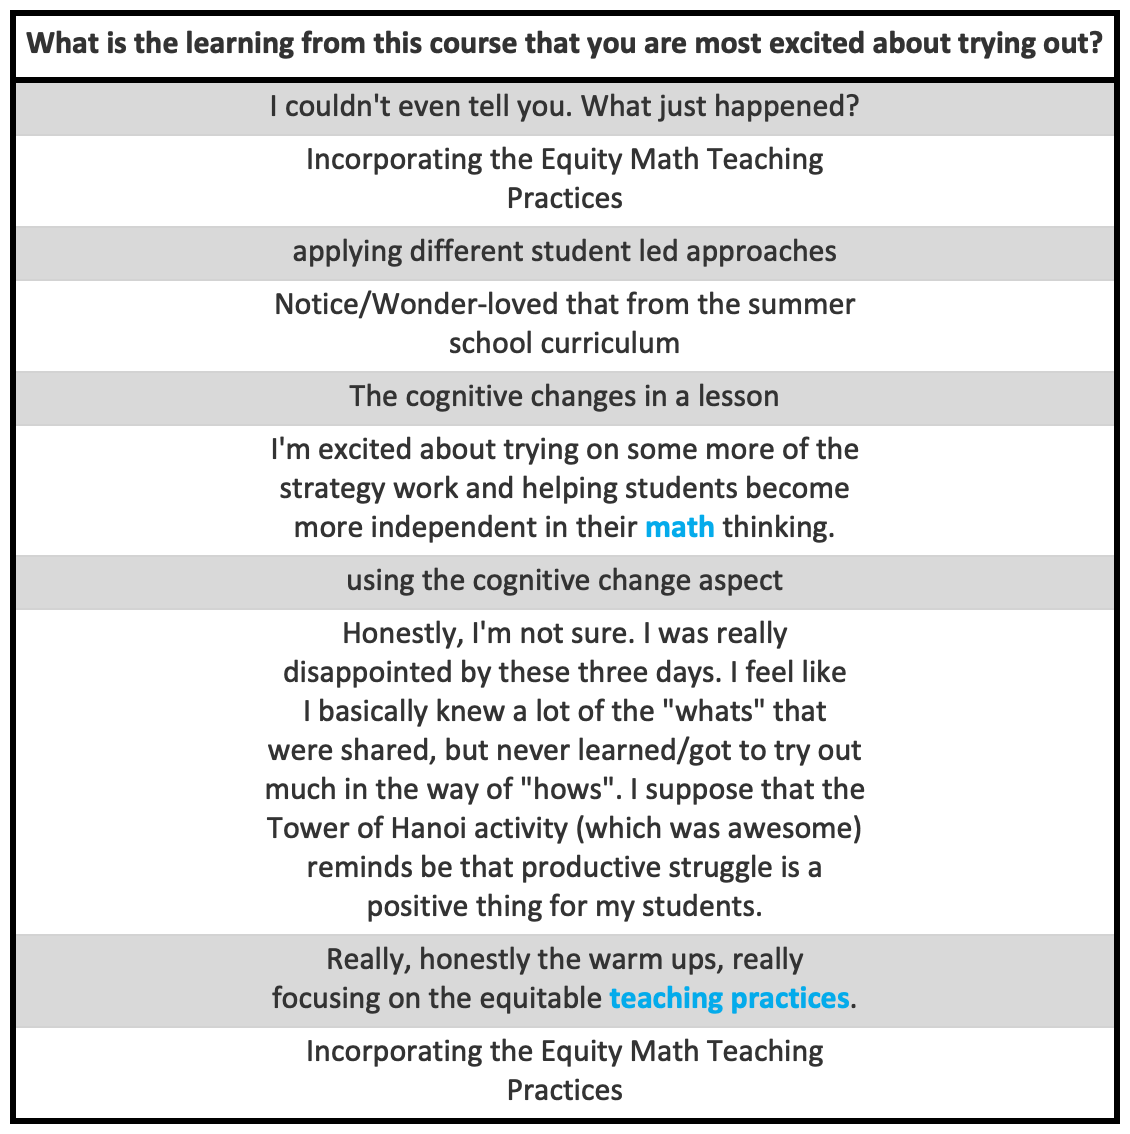 What is the learning from this course that you are most excited about trying out?
I couldn't even tell you. What just happened?
Incorporating the Equity Math Teaching
Practices
applying different student led approaches
Notice/Wonder-loved that from the summer
school curriculum
The cognitive changes in a lesson
I'm excited about trying on some more of the
strategy work and helping students become
more independent in their math thinking.
using the cognitive change aspect
Honestly, I'm not sure. I was really
disappointed by these three days. I feel like
I basically knew a lot of the "whats" that
were shared, but never learned/got to try out
much in the way of "hows". I suppose that the
Tower of Hanoi activity (which was awesome)
reminds be that productive struggle is a
positive thing for my students.
Really, honestly the warm ups, really
focusing on the equitable teaching practices.
Incorporating the Equity Math Teaching
Practices